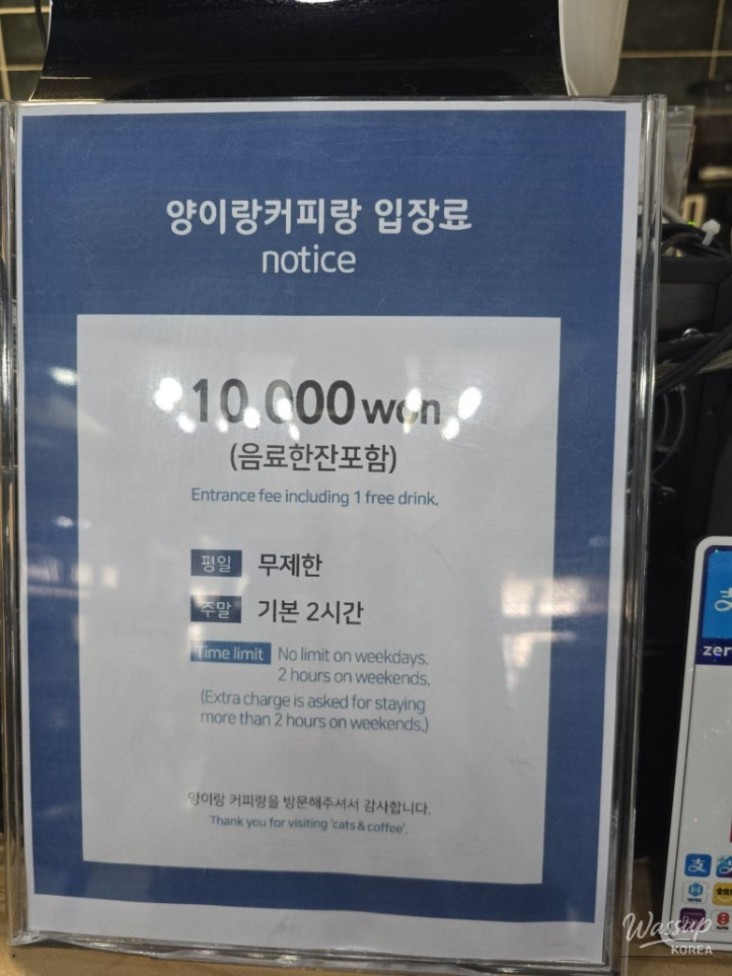 양이랑커피랑 입장료
notice
10,000 won
(음료한잔포함)
Entrance fee including 1 free drink.
평일 무제한
주말 기본 2시간
Time limit No limit on weekdays.
2 hours on weekends.
(Extra charge is asked for staying
more than 2 hours on weekends.)
양이랑 커피랑을 방문해주셔서 감사합니다.
Thank you for visiting 'cats & coffee'.
支
zer
支
Wassup
KOREA